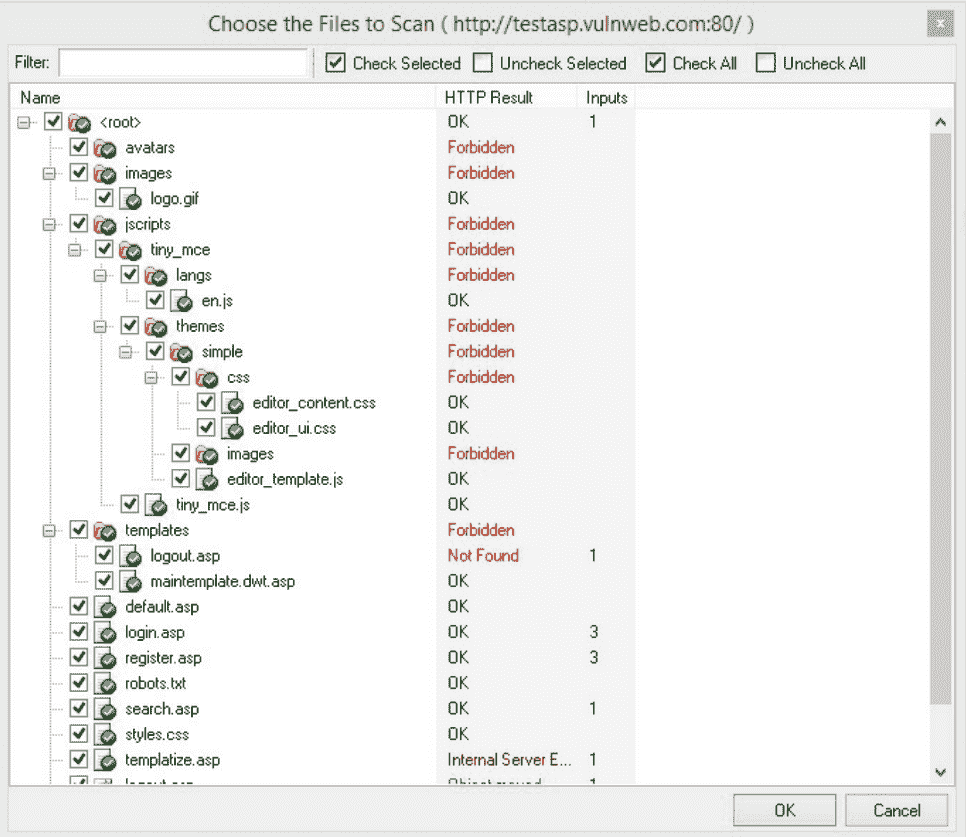 Choose the Files to Scan ( http://testasp.vulnweb.com:80/ )
x
Filter: Check Selected Uncheck Selected Check All Uncheck All
Name HTTP Result Inputs
<root> OK 1
avatars Forbidden
images Forbidden
logo.gif OK
jscripts Forbidden
tiny_mce Forbidden
langs Forbidden
en.js OK
themes Forbidden
simple Forbidden
css Forbidden
editor_content.css OK
editor_ui.css OK
images Forbidden
editor_template.js OK
tiny_mce.js OK
templates Forbidden
logout.asp Not Found 1
maintemplate.dwt.asp OK
default.asp OK
login.asp OK 3
register.asp OK 3
robots.txt OK
search.asp OK 1
styles.css OK
templatize.asp Internal Server E... 1
OK Cancel